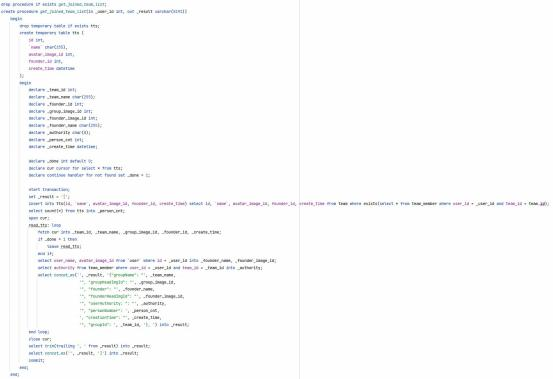 drop procedure if exists get_joined_team_list;
create procedure get_joined_team_list(in _user_id int, out _result varchar(8192))
begin
drop temporary table if exists tts;
create temporary table tts (
id int,
`name` char(255),
avatar_image_id int,
founder_id int,
create_time datetime
);
begin
declare _team_id int;
declare _team_name char(255);
declare _founder_id int;
declare _group_image_id int;
declare _founder_image_id int;
declare _founder_name char(255);
declare _authority char(8);
declare _person_cnt int;
declare _create_time datetime;
declare _done int default 0;
declare cur cursor for select * from tts;
declare continue handler for not found set _done = 1;
start transaction;
set _result = '[';
insert into tts(id, `name`, avatar_image_id, founder_id, create_time) select id, `name`, avatar_image_id, founder_id, create_time from team where exists(select * from team_member where user_id = _user_id and team_id = team.id);
select count(*) from tts into _person_cnt;
open cur;
read_tts: loop
fetch cur into _team_id, _team_name, _group_image_id, _founder_id, _create_time;
if _done = 1 then
leave read_tts;
end if;
select user_name, avatar_image_id from `user` where id = _user_id into _founder_name, _founder_image_id;
select authority from team_member where user_id = _user_id and team_id = _team_id into _authority;
select concat_ws('', _result, '{"groupName": "', _team_name,
'", "groupHeadingId": "', _group_image_id,
'", "founder": "', _founder_name,
'", "founderHeadingId": "', _founder_image_id,
'", "userAuthority": "', _authority,
'", "personNumber": ', _person_cnt,
', "creationTime": "', _create_time,
'", "groupId": ', _team_id, '}, ') into _result;
end loop;
close cur;
select trim(trailing ', ' from _result) into _result;
select concat_ws('', _result, ']') into _result;
commit;
end;
end;